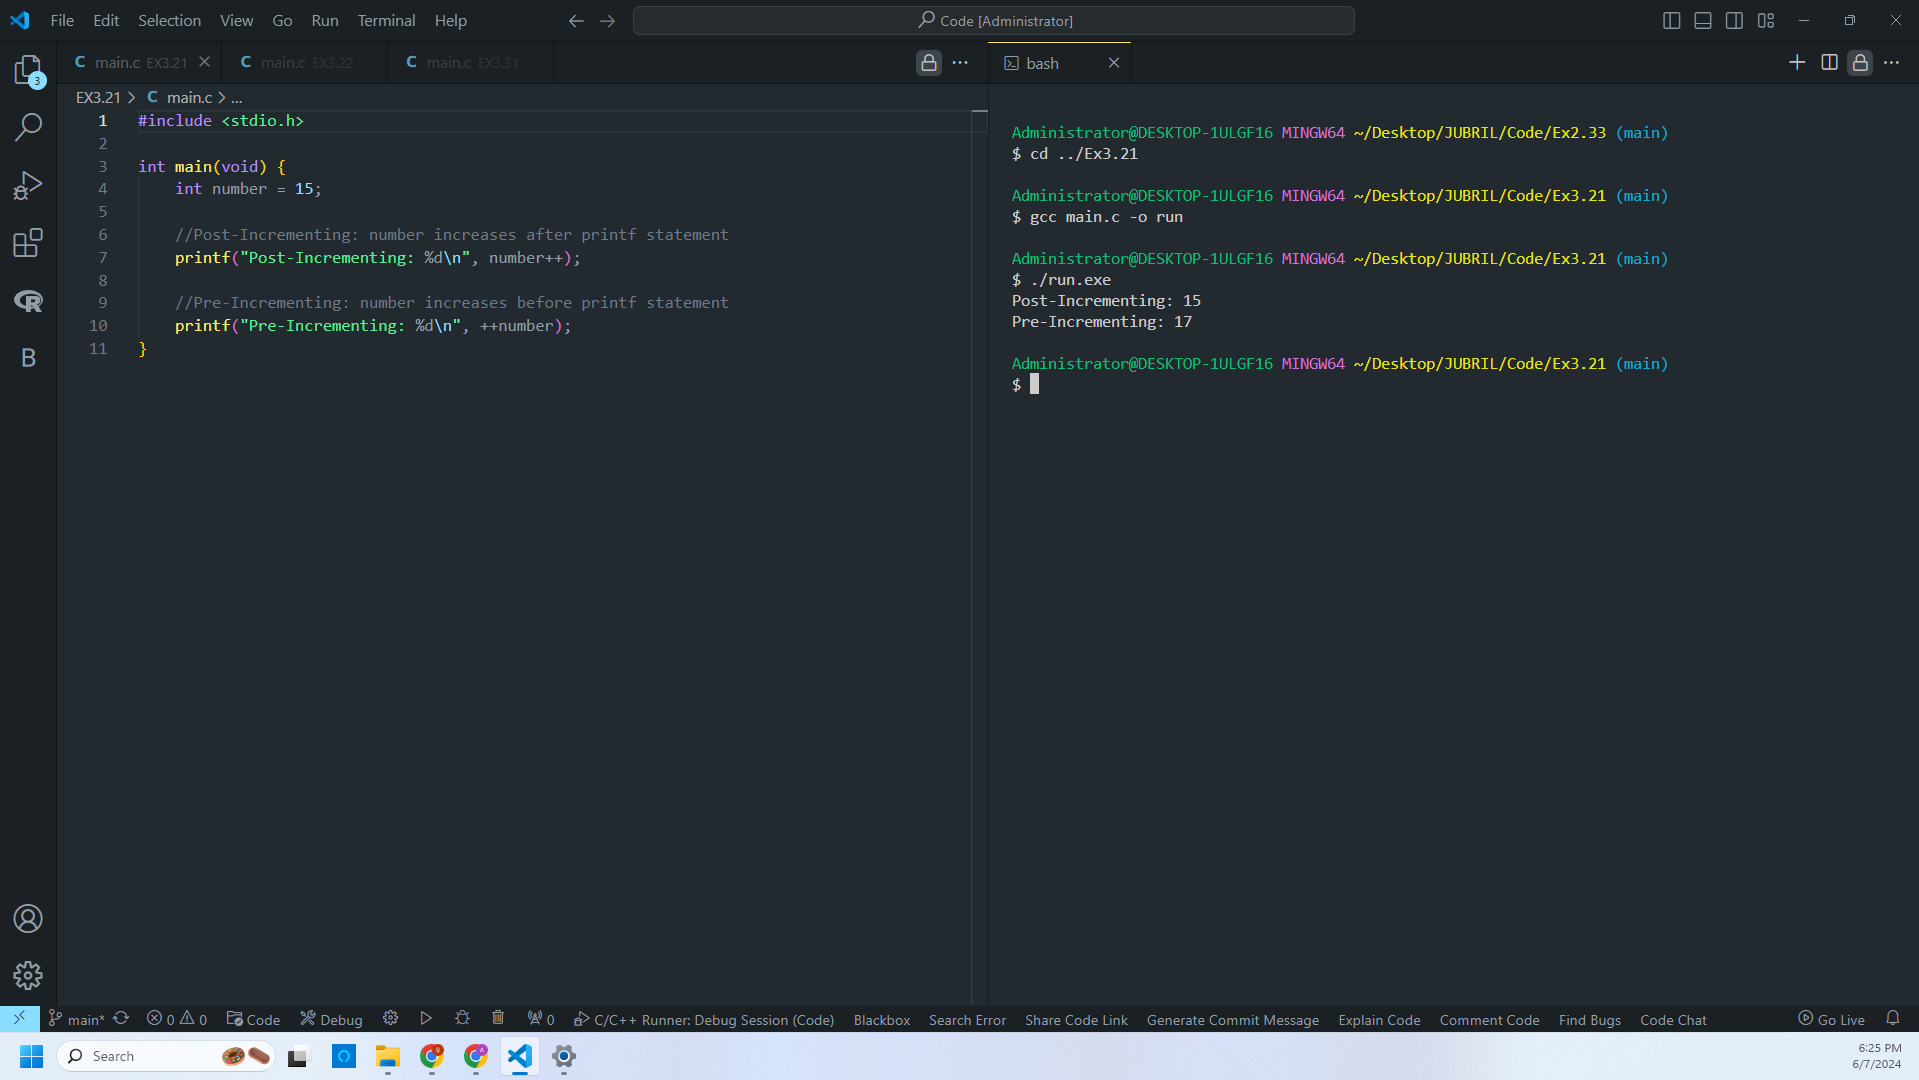 File Edit Selection View Go Run Terminal Help
Code [Administrator]
3
C main.c EX3.21
C main.c EX3.22
C main.c EX3.31
bash
EX3.21 > C main.c > ...
1 #include <stdio.h>
2
3 int main(void) {
4 int number = 15;
5
6 //Post-Incrementing: number increases after printf statement
7 printf("Post-Incrementing: %d\n", number++);
8
9 //Pre-Incrementing: number increases before printf statement
10 printf("Pre-Incrementing: %d\n", ++number);
11 }
Administrator@DESKTOP-1ULGF16 MINGW64 ~/Desktop/JUBRIL/Code/Ex2.33 (main)
$ cd ../Ex3.21
Administrator@DESKTOP-1ULGF16 MINGW64 ~/Desktop/JUBRIL/Code/Ex3.21 (main)
$ gcc main.c -o run
Administrator@DESKTOP-1ULGF16 MINGW64 ~/Desktop/JUBRIL/Code/Ex3.21 (main)
$ ./run.exe
Post-Incrementing: 15
Pre-Incrementing: 17
Administrator@DESKTOP-1ULGF16 MINGW64 ~/Desktop/JUBRIL/Code/Ex3.21 (main)
$
R
B
main* 0 0 Code Debug 0 C/C++ Runner: Debug Session (Code) Blackbox Search Error Share Code Link Generate Commit Message Explain Code Comment Code Find Bugs Code Chat Go Live
Search
6:25 PM
6/7/2024